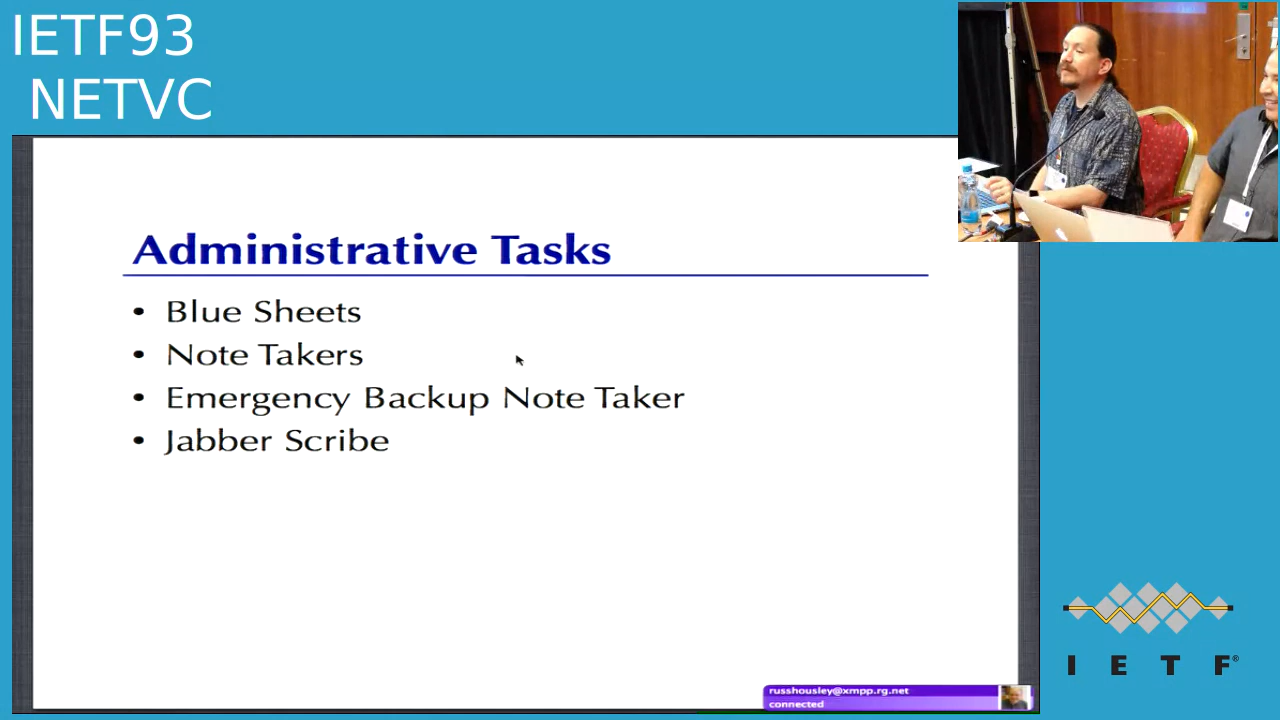 IETF93
NETVC
Administrative Tasks
• Blue Sheets
• Note Takers
• Emergency Backup Note Taker
• Jabber Scribe
russhousley@xmpp.rg.net
connected
I E T F®